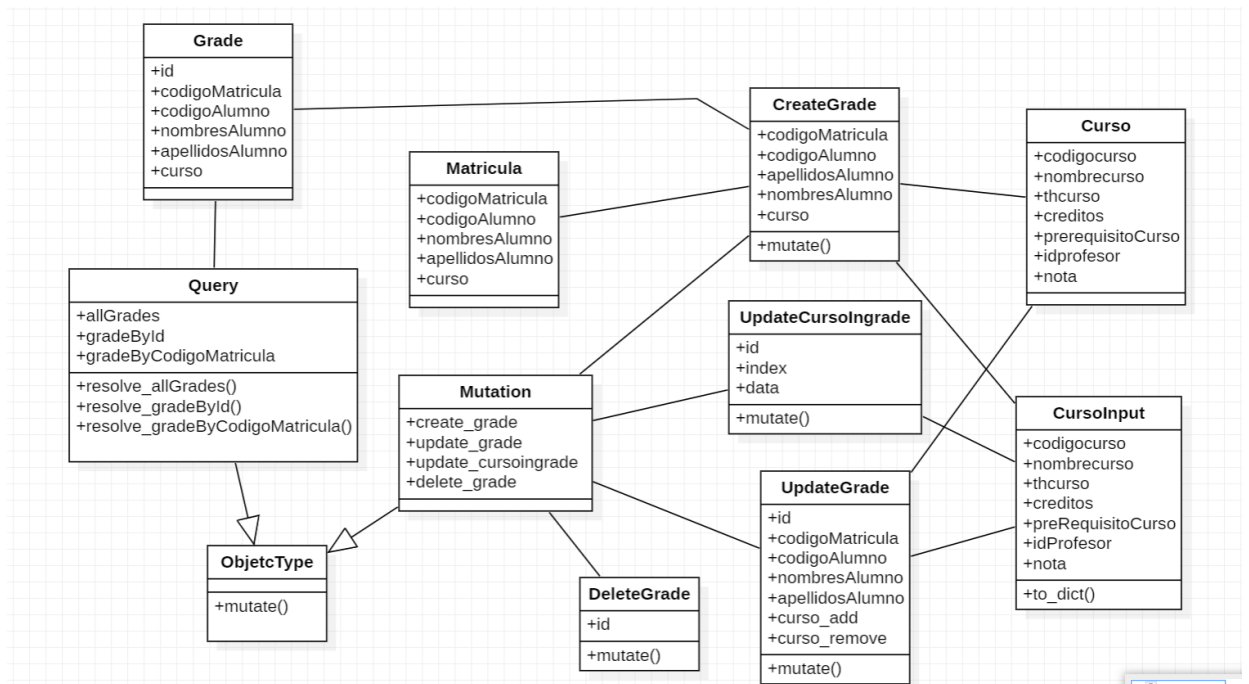 Grade
+id
+codigoMatricula
+codigoAlumno
+nombresAlumno
+apellidosAlumno
+curso
CreateGrade
+codigoMatricula
+codigoAlumno
+apellidosAlumno
+nombresAlumno
+curso
+mutate()
Curso
+codigocurso
+nombrecurso
+thcurso
+creditos
+prerequisitoCurso
+idprofesor
+nota
Matricula
+codigoMatricula
+codigoAlumno
+nombresAlumno
+apellidosAlumno
+curso
Query
+allGrades
+gradeById
+gradeByCodigoMatricula
+resolve_allGrades()
+resolve_gradeById()
+resolve_gradeByCodigoMatricula()
UpdateCursoIngrade
+id
+index
+data
+mutate()
Mutation
+create_grade
+update_grade
+update_cursoingrade
+delete_grade
CursoInput
+codigocurso
+nombrecurso
+thcurso
+creditos
+preRequisitoCurso
+idProfesor
+nota
+to_dict()
UpdateGrade
+id
+codigoMatricula
+codigoAlumno
+nombresAlumno
+apellidosAlumno
+curso_add
+curso_remove
+mutate()
ObjetcType
+mutate()
DeleteGrade
+id
+mutate()